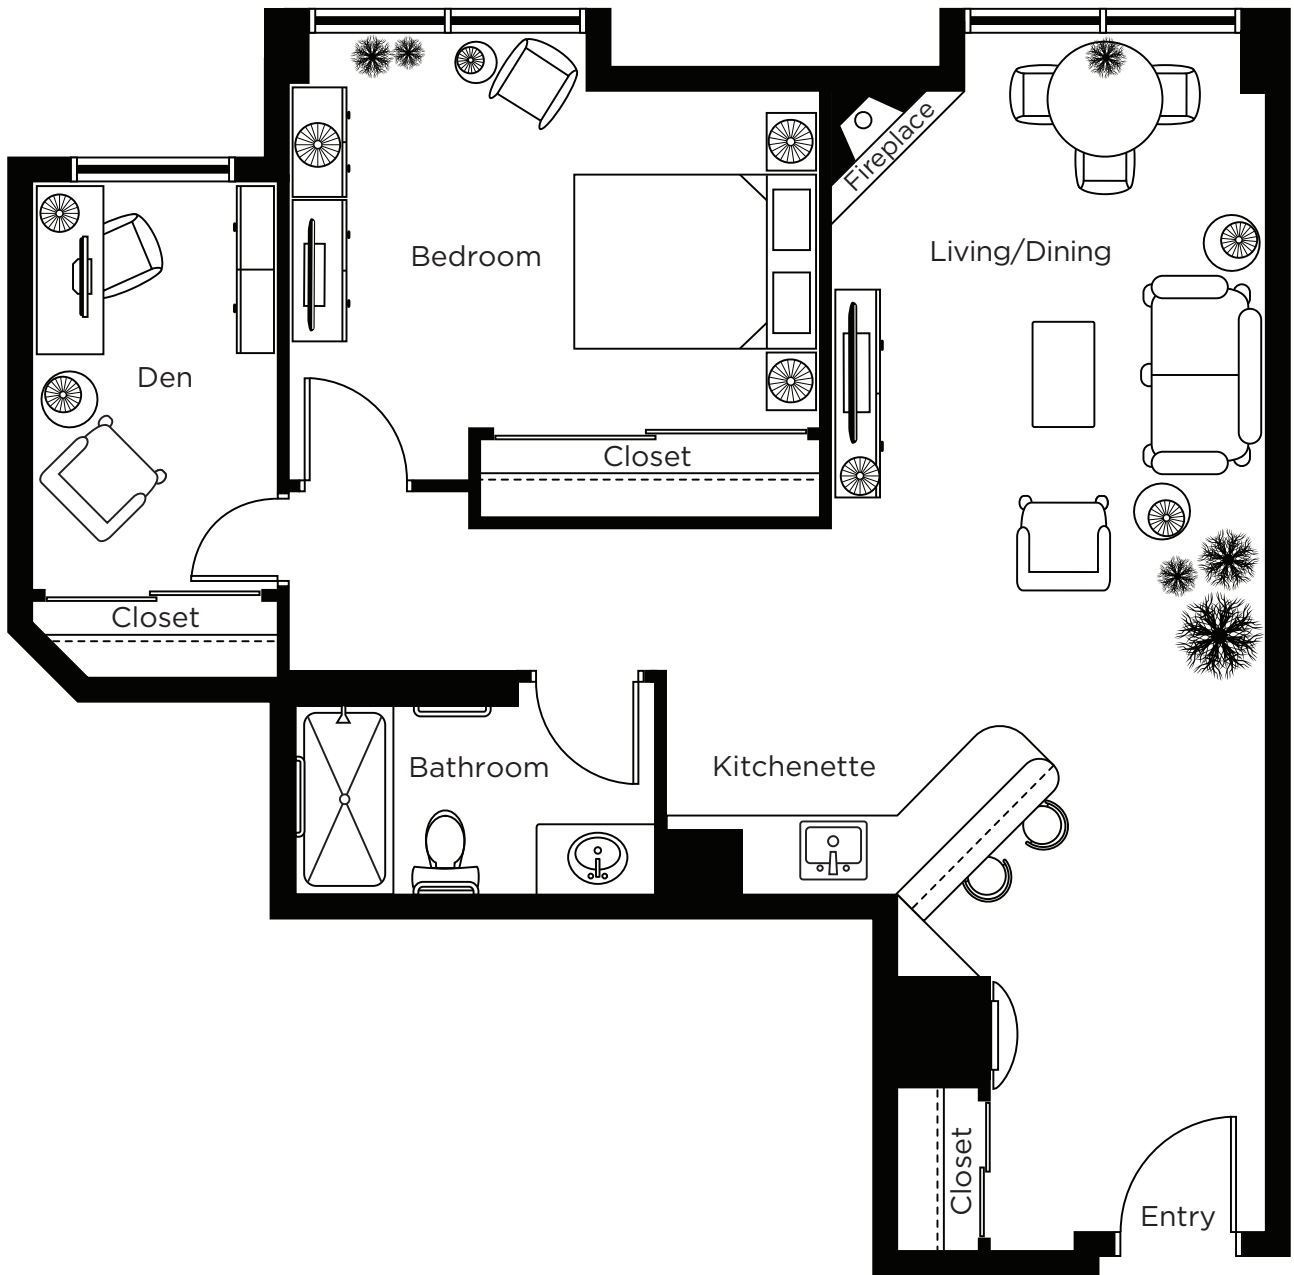 Fireplace
Living/Dining
Bedroom
Den
Closet
Closet
Bathroom
Kitchenette
Closet
Entry